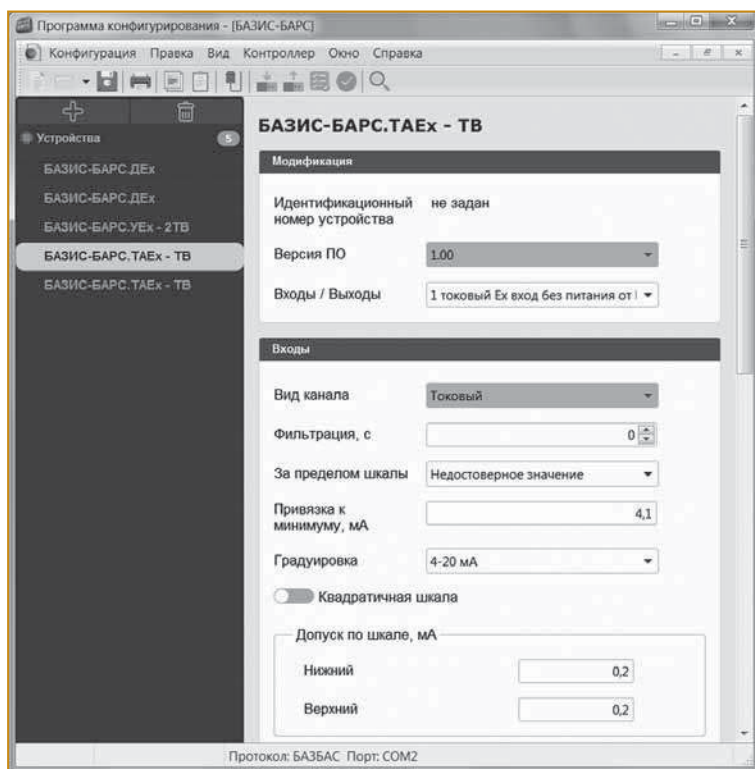 Программа конфигурирования - [БАЗИС-БАРС]
Конфигурация Правка Вид Контроллер Окно Справка
Устройства 5
БАЗИС-БАРС.ДЕх
БАЗИС-БАРС.ДЕх
БАЗИС-БАРС.УЕх - 2ТВ
БАЗИС-БАРС.ТАЕх - ТВ
БАЗИС-БАРС.ТАЕх - ТВ
БАЗИС-БАРС.ТАЕх - ТВ
Модификация
Идентификационный номер устройства не задан
Версия ПО 1.00
Входы / Выходы 1 токовый Ех вход без питания от
Входы
Вид канала Токовый
Фильтрация, с 0
За пределом шкалы Недостоверное значение
Привязка к минимуму, мА 4,1
Градуировка 4-20 мА
Квадратичная шкала
Допуск по шкале, мА
Нижний 0,2
Верхний 0,2
Протокол: БАЗБАС Порт: COM2